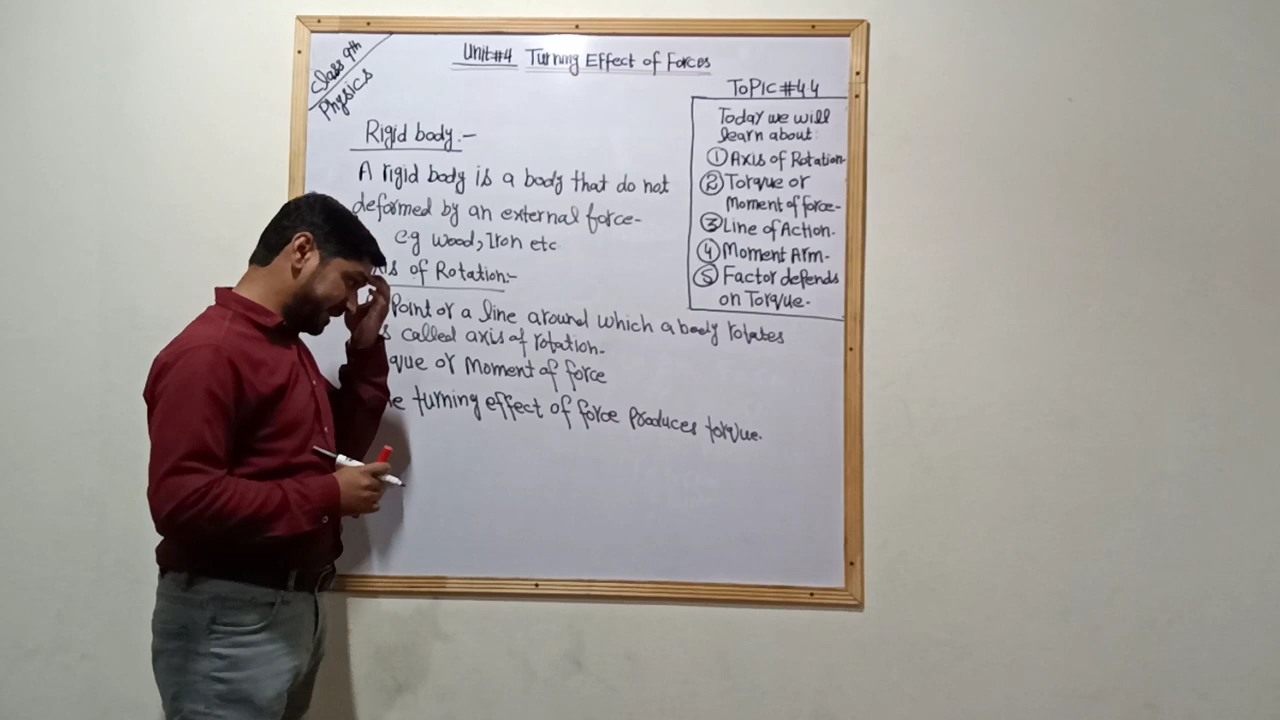 Class 9th
Physics
Unit#4 Turning Effect of Forces
TOPIC #4.4
Today we will
learn about:
① Axis of Rotation-
② Torque or
Moment of force-
③ Line of Action-
④ Moment Arm-
⑤ Factor depends
on Torque-
Rigid body:-
A rigid body is a body that do not
deformed by an external force-
e.g wood, Iron etc
of Rotation:-
Point or a line around which a body rotates
called axis of rotation-
or Moment of force
turning effect of force produces torque.